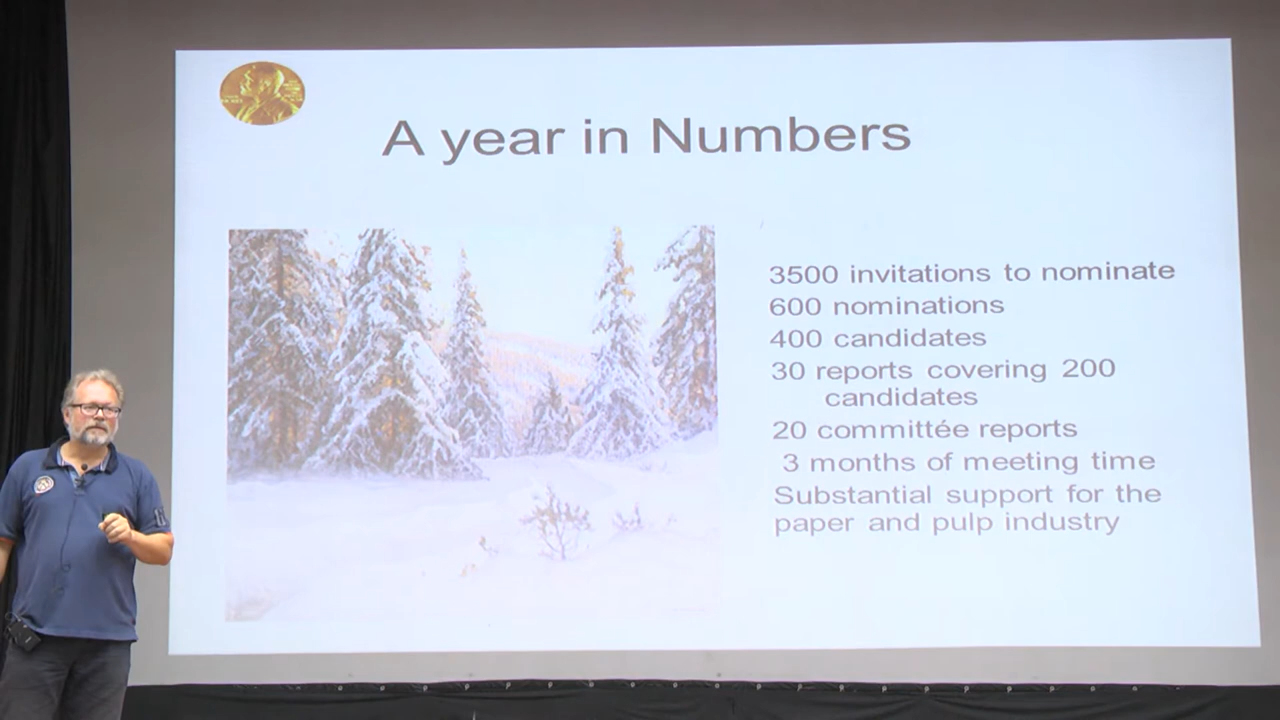 A year in Numbers
3500 invitations to nominate
600 nominations
400 candidates
30 reports covering 200
candidates
20 committée reports
3 months of meeting time
Substantial support for the
paper and pulp industry